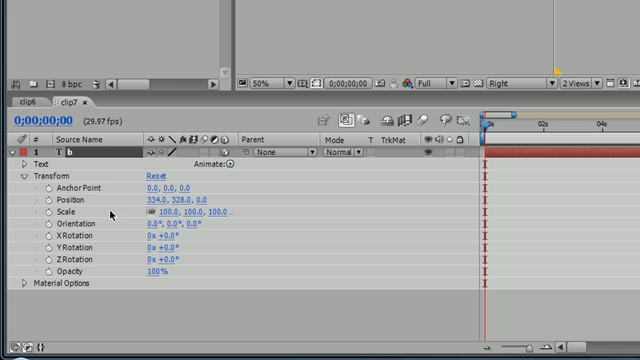 8 bpc
50% 0;00;00;00 Full Right 2 Views
clip6 clip7 ×
0;00;00;00 (29.97 fps)
# Source Name Parent Mode T TrkMat
02s 04s
1 T b None Normal
Text Animate:
Transform Reset
Anchor Point 0.0, 0.0, 0.0
Position 334.0, 328.0, 0.0
Scale 100.0, 100.0, 100.0...
Orientation 0.0°, 0.0°, 0.0°
X Rotation 0x +0.0°
Y Rotation 0x +0.0°
Z Rotation 0x +0.0°
Opacity 100%
Material Options